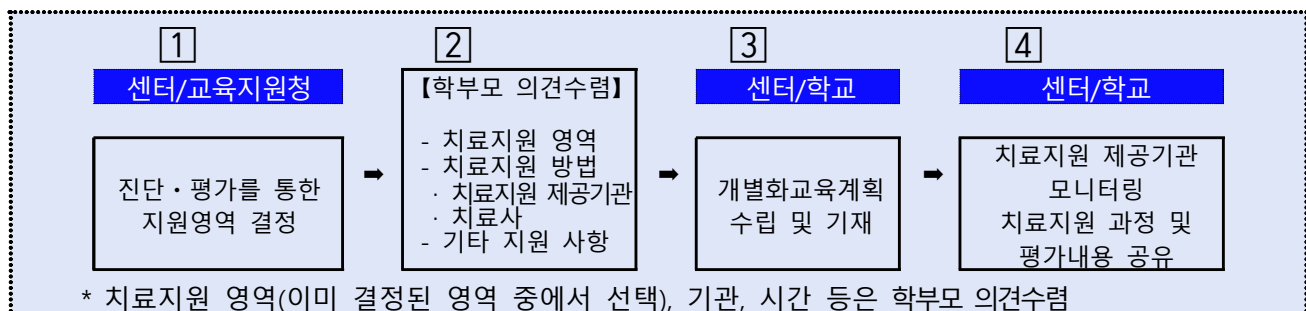 1
센터/교육지원청
진단・평가를 통한
지원영역 결정
➡
2
【학부모 의견수렴】
- 치료지원 영역
- 치료지원 방법
· 치료지원 제공기관
· 치료사
- 기타 지원 사항
➡
3
센터/학교
개별화교육계획
수립 및 기재
➡
4
센터/학교
치료지원 제공기관
모니터링
치료지원 과정 및
평가내용 공유
* 치료지원 영역(이미 결정된 영역 중에서 선택), 기관, 시간 등은 학부모 의견수렴